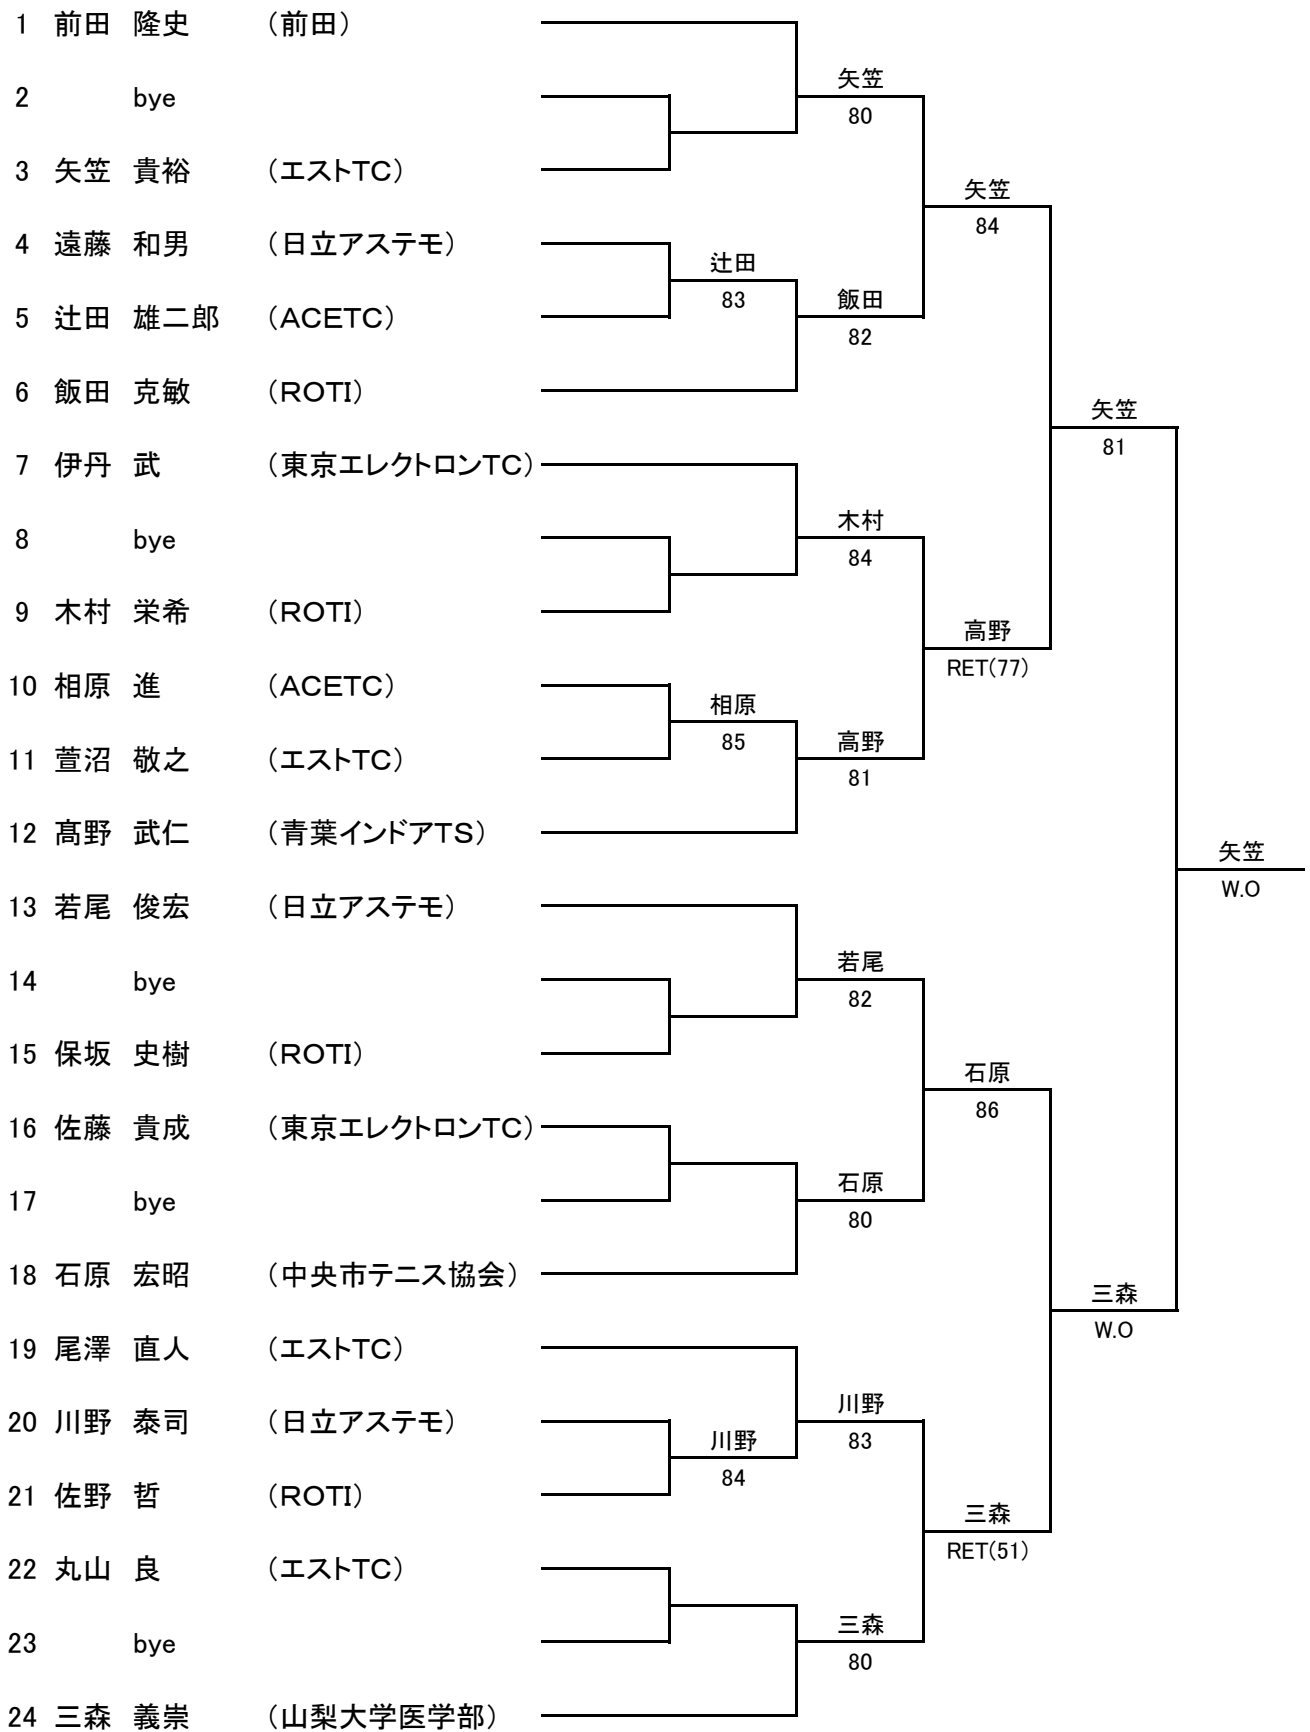 1 前田 隆史 （前田）
矢笠
2 bye
80
3 矢笠 貴裕 （エストTC）
矢笠
84
4 遠藤 和男 （日立アステモ）
辻田
83
飯田
5 辻田 雄二郎 （ACETC）
82
6 飯田 克敏 （ROTI）
矢笠
81
7 伊丹 武 （東京エレクトロンTC）
木村
8 bye
84
9 木村 栄希 （ROTI）
高野
RET(77)
10 相原 進 （ACETC）
相原
85
高野
11 萱沼 敬之 （エストTC）
81
12 髙野 武仁 （青葉インドアTS）
矢笠
W.O
13 若尾 俊宏 （日立アステモ）
若尾
14 bye
82
15 保坂 史樹 （ROTI）
石原
86
16 佐藤 貴成 （東京エレクトロンTC）
石原
17 bye
80
18 石原 宏昭 （中央市テニス協会）
三森
W.O
19 尾澤 直人 （エストTC）
川野
20 川野 泰司 （日立アステモ）
83
川野
84
21 佐野 哲 （ROTI）
三森
RET(51)
22 丸山 良 （エストTC）
三森
23 bye
80
24 三森 義崇 （山梨大学医学部）